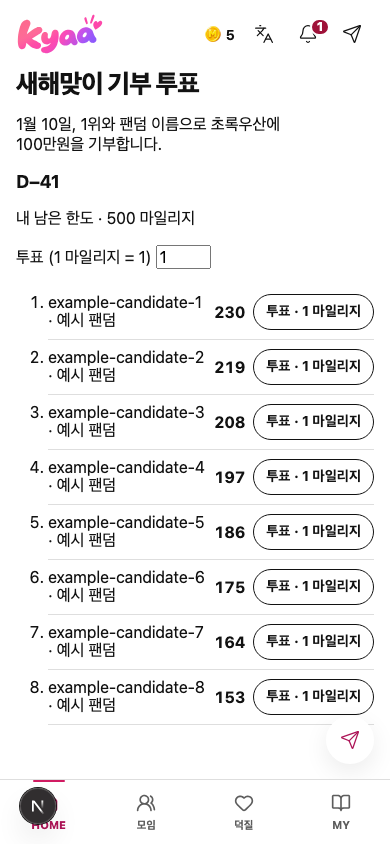 Kyaa
5
1
새해맞이 기부 투표
1월 10일, 1위와 팬덤 이름으로 초록우산에
100만원을 기부합니다.
D–41
내 남은 한도 · 500 마일리지
투표 (1 마일리지 = 1) 1
1. example-candidate-1
· 예시 팬덤
230 투표 · 1 마일리지
2. example-candidate-2
· 예시 팬덤
219 투표 · 1 마일리지
3. example-candidate-3
· 예시 팬덤
208 투표 · 1 마일리지
4. example-candidate-4
· 예시 팬덤
197 투표 · 1 마일리지
5. example-candidate-5
· 예시 팬덤
186 투표 · 1 마일리지
6. example-candidate-6
· 예시 팬덤
175 투표 · 1 마일리지
7. example-candidate-7
· 예시 팬덤
164 투표 · 1 마일리지
8. example-candidate-8
· 예시 팬덤
153 투표 · 1 마일리지
N
HOME
모임
덕질
MY